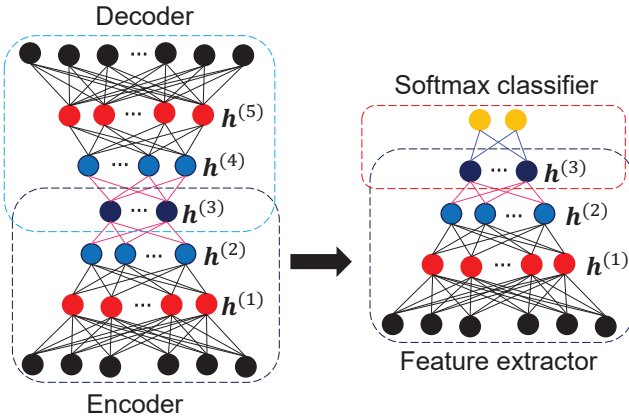 Decoder
...
h^(5)
...
...
h^(4)
...
h^(3)
...
h^(2)
...
h^(1)
...
...
Encoder
Softmax classifier
h^(3)
...
h^(2)
...
h^(1)
...
...
Feature extractor